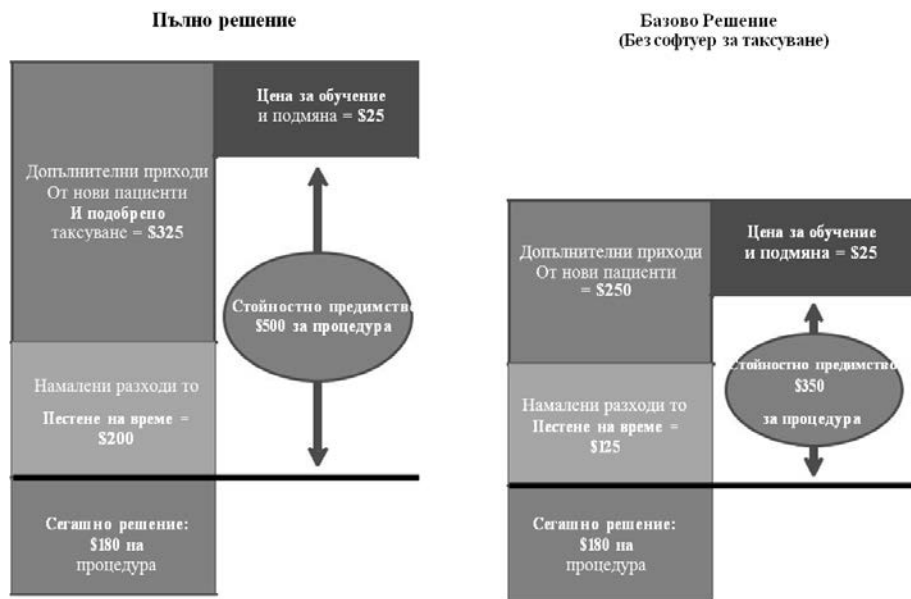 Пълно решение
Цена за обучение
и подмяна = $25
Допълнителни приходи
От нови пациенти
И подобрено
таксуване = $325
Стойностно предимство
$500 за процедура
Намалени разходи то
Пестене на време =
$200
Сегашно решение:
$180 на
процедура
Базово Решение
(Без софтуер за таксуване)
Цена за обучение
и подмяна = $25
Допълнителни приходи
От нови пациенти
= $250
Стойностно предимство
$350
за процедура
Намалени разходи то
Пестене на време =
$125
Сегашно решение:
$180 на
процедура